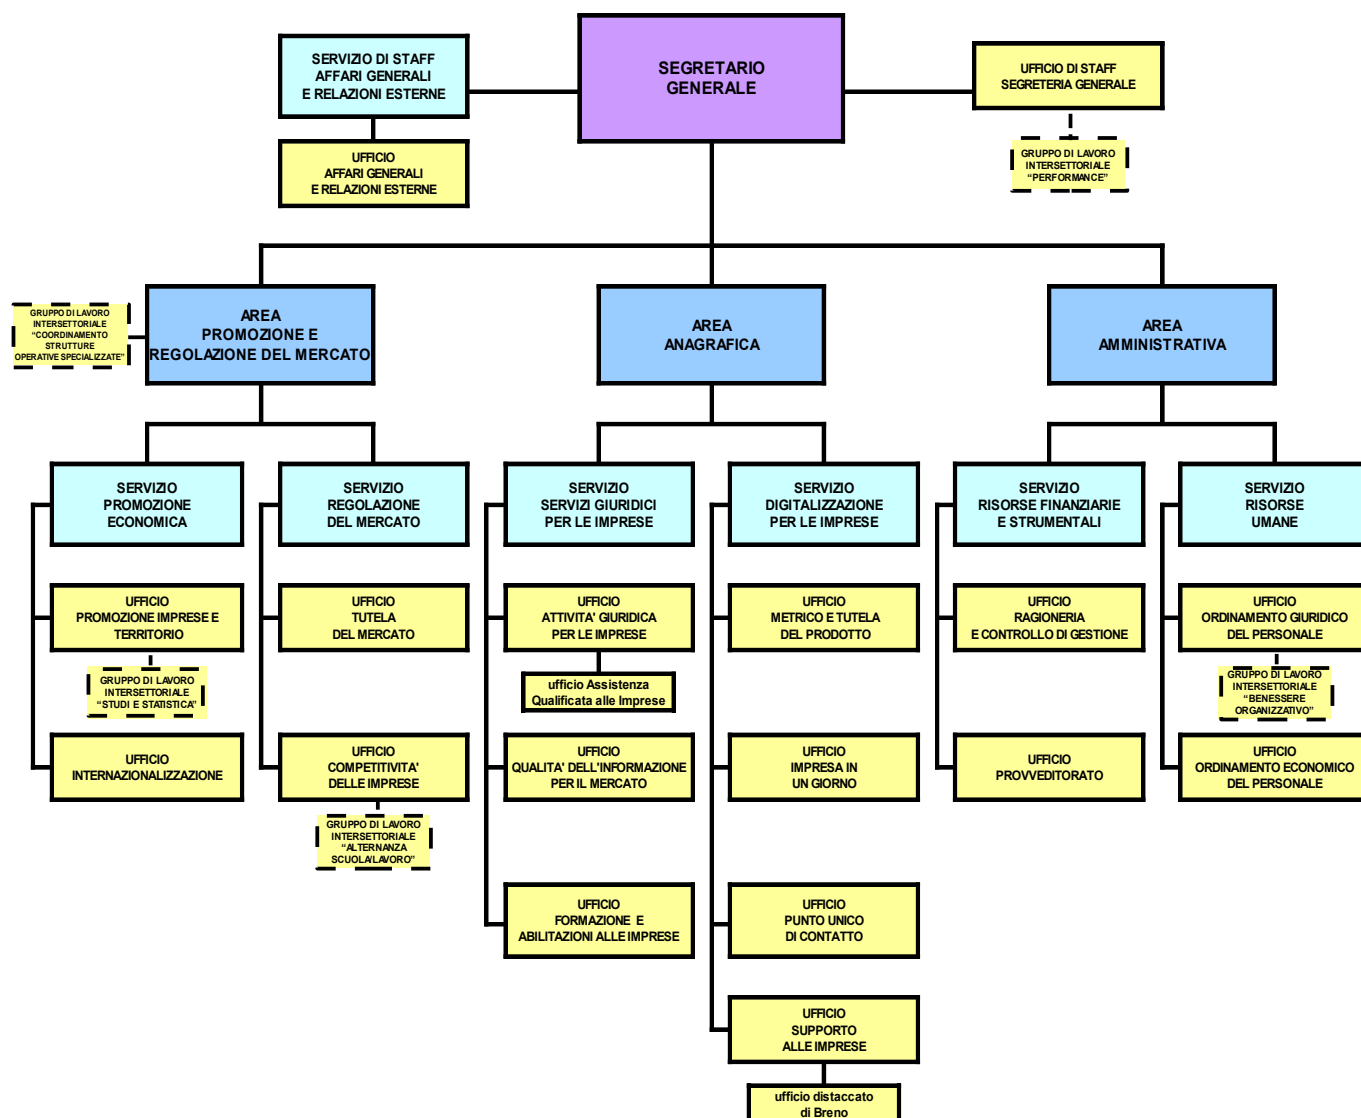 SERVIZIO DI STAFF
AFFARI GENERALI
E RELAZIONI ESTERNE
SEGRETARIO
GENERALE
UFFICIO DI STAFF
SEGRETERIA GENERALE
UFFICIO
AFFARI GENERALI
E RELAZIONI ESTERNE
GRUPPO DI LAVORO
INTERSETTORIALE
“PERFORMANCE”
GRUPPO DI LAVORO
INTERSETTORIALE
“COORDINAMENTO
STRUTTURE
OPERATIVE SPECIALIZZATE”
AREA
PROMOZIONE E
REGOLAZIONE DEL MERCATO
AREA
ANAGRAFICA
AREA
AMMINISTRATIVA
SERVIZIO
PROMOZIONE
ECONOMICA
SERVIZIO
REGOLAZIONE
DEL MERCATO
SERVIZIO
SERVIZI GIURIDICI
PER LE IMPRESE
SERVIZIO
DIGITALIZZAZIONE
PER LE IMPRESE
SERVIZIO
RISORSE FINANZIARIE
E STRUMENTALI
SERVIZIO
RISORSE
UMANE
UFFICIO
PROMOZIONE IMPRESE E
TERRITORIO
UFFICIO
TUTELA
DEL MERCATO
UFFICIO
ATTIVITA' GIURIDICA
PER LE IMPRESE
UFFICIO
METRICO E TUTELA
DEL PRODOTTO
UFFICIO
RAGIONERIA
E CONTROLLO DI GESTIONE
UFFICIO
ORDINAMENTO GIURIDICO
DEL PERSONALE
GRUPPO DI LAVORO
INTERSETTORIALE
“STUDI E STATISTICA”
ufficio Assistenza
Qualificata alle Imprese
GRUPPO DI LAVORO
INTERSETTORIALE
“BENESSERE
ORGANIZZATIVO”
UFFICIO
INTERNAZIONALIZZAZIONE
UFFICIO
COMPETITIVITA'
DELLE IMPRESE
UFFICIO
QUALITA' DELL'INFORMAZIONE
PER IL MERCATO
UFFICIO
IMPRESA IN
UN GIORNO
UFFICIO
PROVVEDITORATO
UFFICIO
ORDINAMENTO ECONOMICO
DEL PERSONALE
GRUPPO DI LAVORO
INTERSETTORIALE
“ALTERNANZA
SCUOLA/LAVORO”
UFFICIO
FORMAZIONE E
ABILITAZIONI ALLE IMPRESE
UFFICIO
PUNTO UNICO
DI CONTATTO
UFFICIO
SUPPORTO
ALLE IMPRESE
ufficio distaccato
di Breno